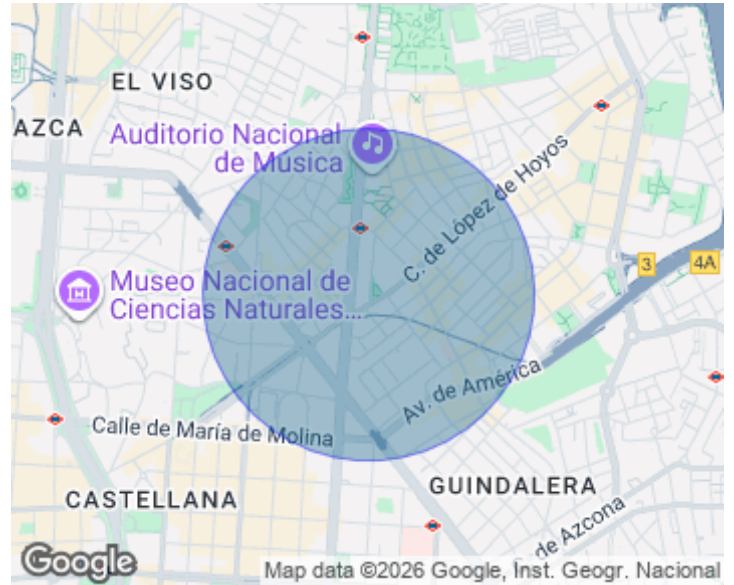 EL VISO
AZCA
Auditorio Nacional
de Música
C. de López de Hoyos
3
4A
Museo Nacional de
Ciencias Naturales...
Av. de América
Calle de María de Molina
GUINDALERA
CASTELLANA
de Azcona
Google
Map data ©2026 Google, Inst. Geogr. Nacional